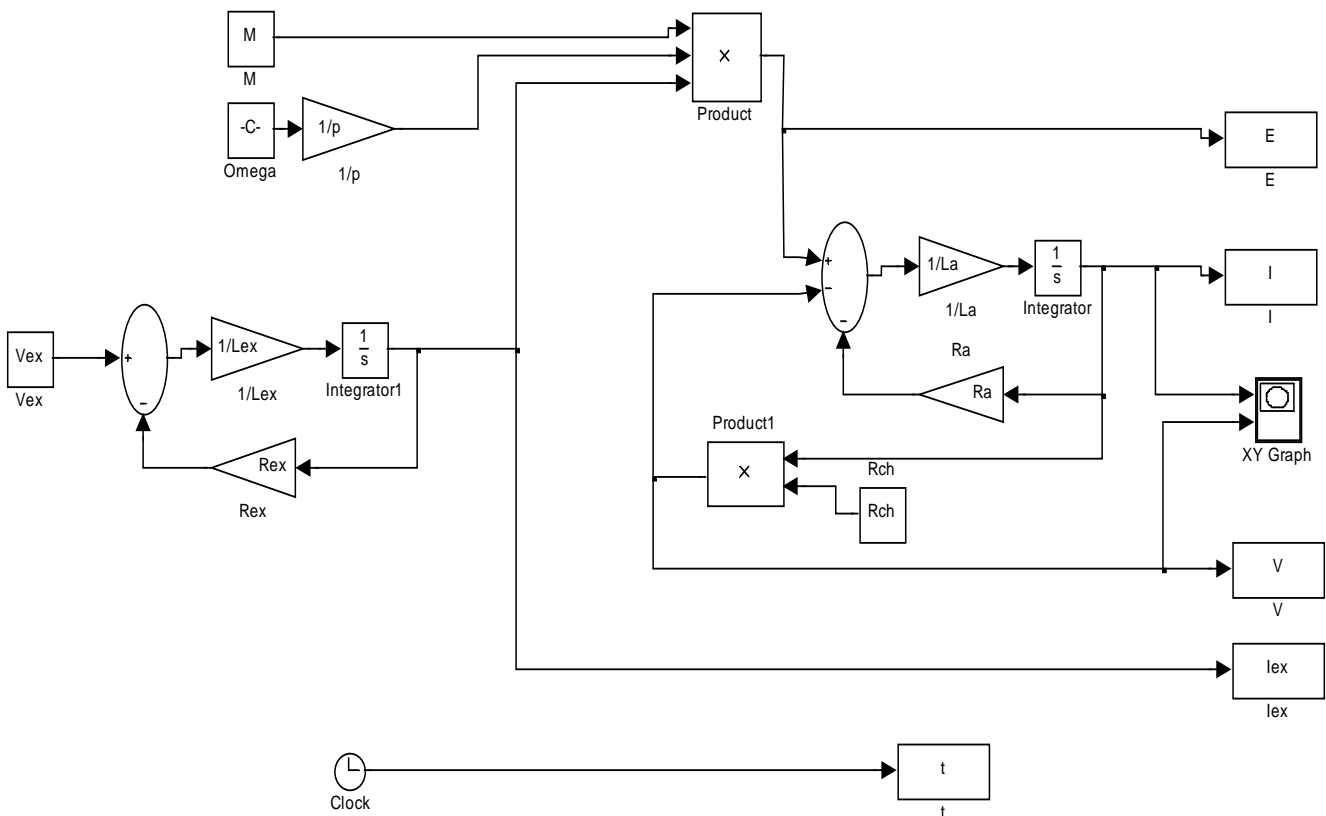 M
M
×
Product
-C-
Omega
1/p
1/p
E
E
+
−
−
1/La
1/La
1
s
Integrator
I
I
Vex
Vex
+
−
1/Lex
1/Lex
1
s
Integrator1
Rex
Rex
Ra
Ra
XY Graph
Product1
×
Rch
Rch
V
V
Iex
Iex
Clock
t
t